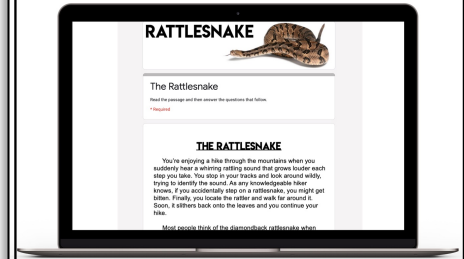 RATTLESNAKE
The Rattlesnake
Read the passage and then answer the questions that follow.
* Required
THE RATTLESNAKE
You're enjoying a hike through the mountains when you
suddenly hear a whirring rattling sound that grows louder each
step you take. You stop in your tracks and look around wildly,
trying to identify the sound. As any knowledgeable hiker
knows, if you accidentally step on a rattlesnake, you might get
bitten. Finally, you locate the rattler and walk far around it.
Soon, it slithers back onto the leaves and you continue your
hike.
Most people think of the diamondback rattlesnake when